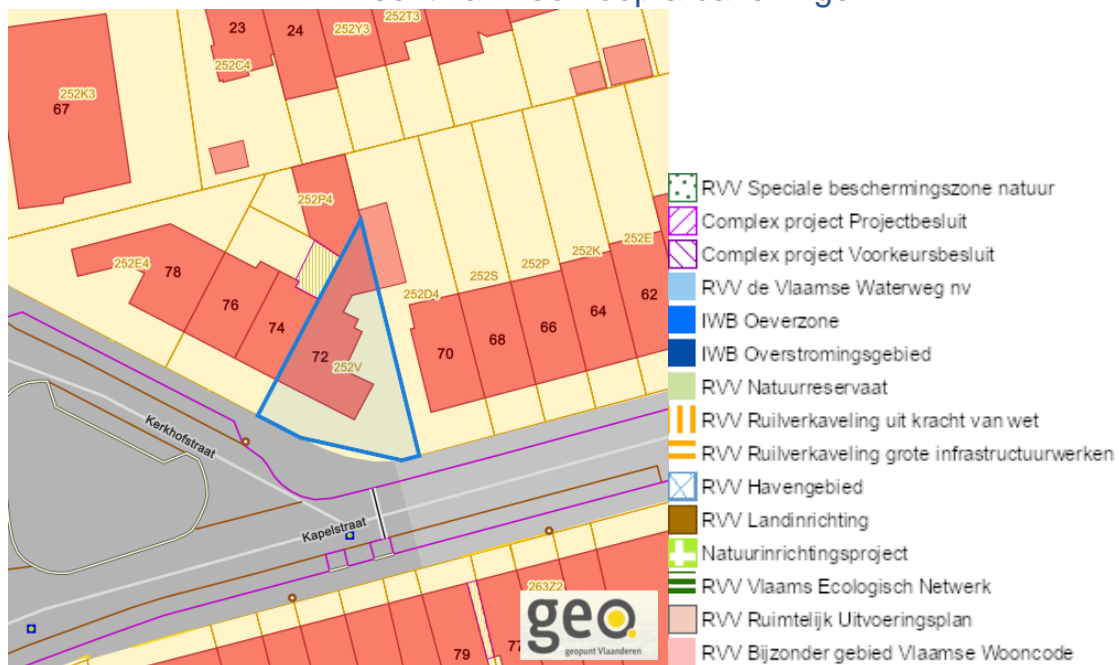 23
24
252Y3
252T3
252C4
252K3
67
252P4
252E4
78
76
74
72
252V
252D4
252S
252P
252K
252E
70
68
66
64
62
Kerkhofstraat
Kapelstraat
263Z2
79
77
geo.
geopunt Vlaanderen
RVV Speciale beschermingszone natuur
Complex project Projectbesluit
Complex project Voorkeursbesluit
RVV de Vlaamse Waterweg nv
IWB Oeverzone
IWB Overstromingsgebied
RVV Natuurreservaat
RVV Ruilverkaveling uit kracht van wet
RVV Ruilverkaveling grote infrastructuurwerken
RVV Havengebied
RVV Landinrichting
Natuurinrichtingsproject
RVV Vlaams Ecologisch Netwerk
RVV Ruimtelijk Uitvoeringsplan
RVV Bijzonder gebied Vlaamse Wooncode